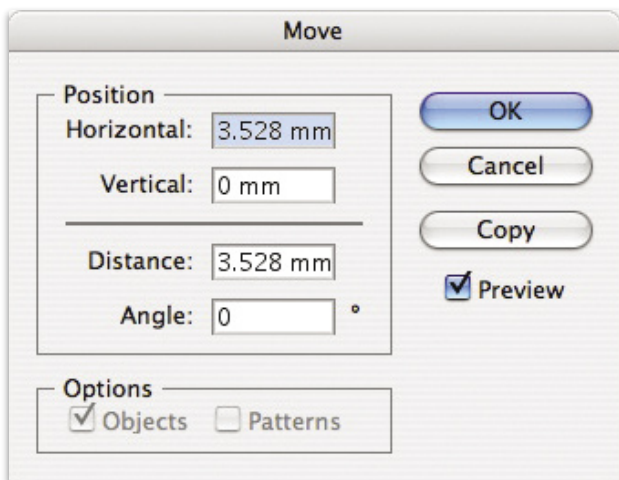 Move
Position
Horizontal: 3.528 mm
Vertical: 0 mm
Distance: 3.528 mm
Angle: 0 °
OK
Cancel
Copy
Preview
Options
Objects Patterns